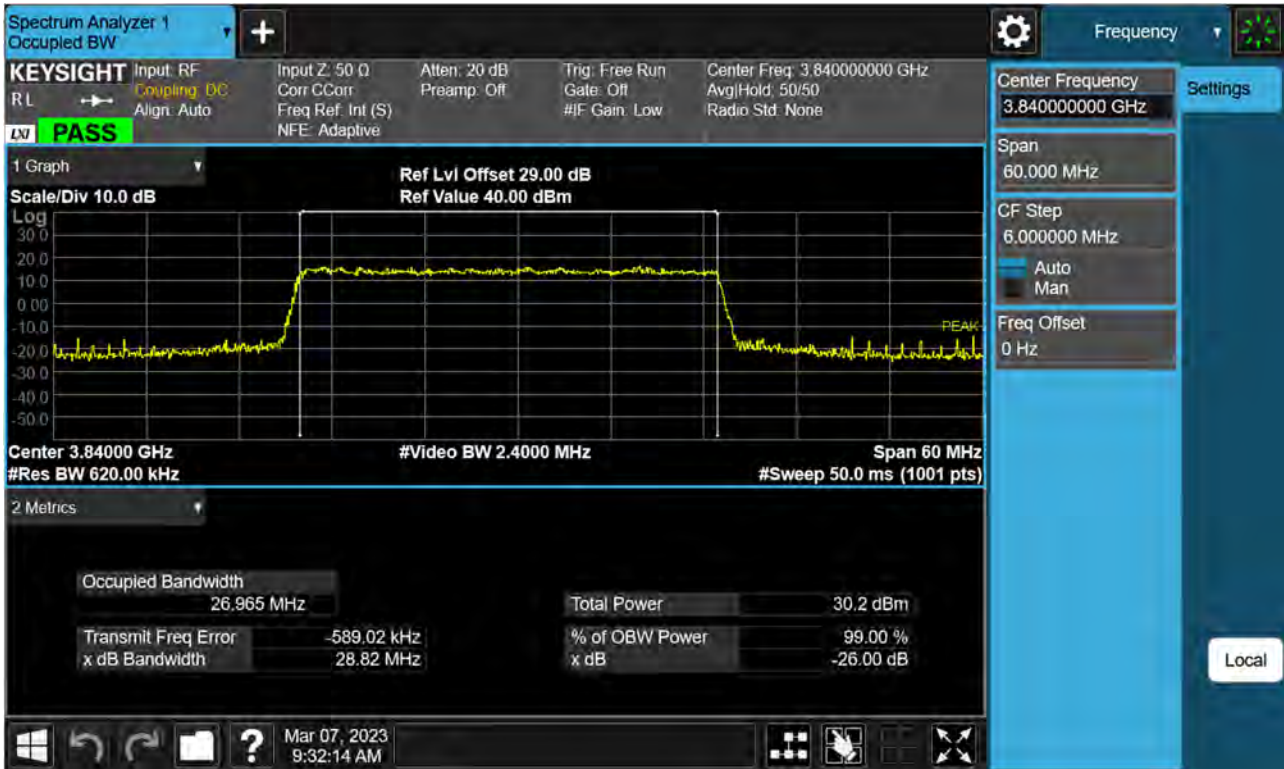 Spectrum Analyzer 1
Occupied BW
+
Frequency
KEYSIGHT
R L
LXI
PASS
Input: RF
Coupling: DC
Align: Auto
Input Z: 50 Ω
Corr CCorr
Freq Ref: Int (S)
NFE: Adaptive
Atten: 20 dB
Preamp: Off
Trig: Free Run
Gate: Off
#IF Gain: Low
Center Freq: 3.840000000 GHz
Avg|Hold: 50/50
Radio Std: None
Center Frequency
3.840000000 GHz
Settings
Span
60.000 MHz
CF Step
6.000000 MHz
Auto
Man
Freq Offset
0 Hz
Local
1 Graph
Scale/Div 10.0 dB
Ref Lvl Offset 29.00 dB
Ref Value 40.00 dBm
Log
30.0
20.0
10.0
0.00
-10.0
-20.0
-30.0
-40.0
-50.0
PEAK
Center 3.84000 GHz
#Video BW 2.4000 MHz
Span 60 MHz
#Res BW 620.00 kHz
#Sweep 50.0 ms (1001 pts)
2 Metrics
Occupied Bandwidth
26.965 MHz
Total Power 30.2 dBm
Transmit Freq Error -589.02 kHz
% of OBW Power 99.00 %
x dB Bandwidth 28.82 MHz
x dB -26.00 dB
?
Mar 07, 2023
9:32:14 AM